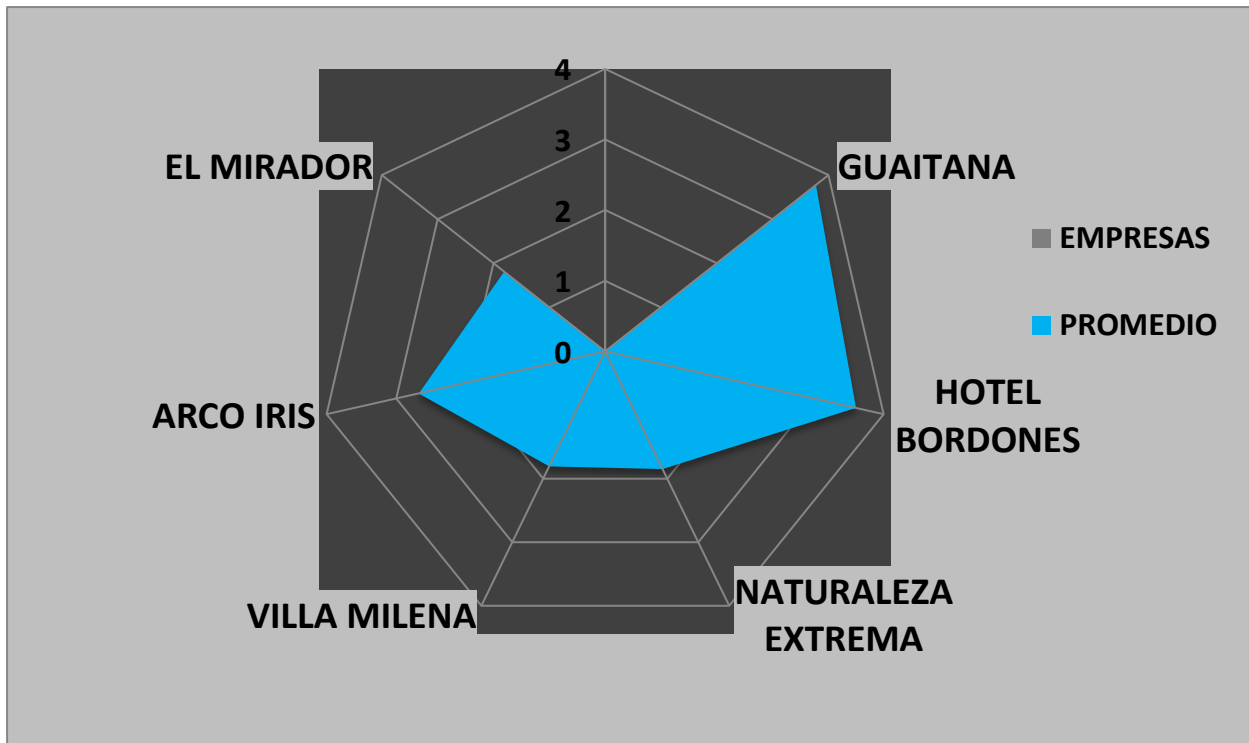 4
3
2
1
0
GUAITANA
HOTEL
BORDONES
NATURALEZA
EXTREMA
VILLA MILENA
ARCO IRIS
EL MIRADOR
EMPRESAS
PROMEDIO